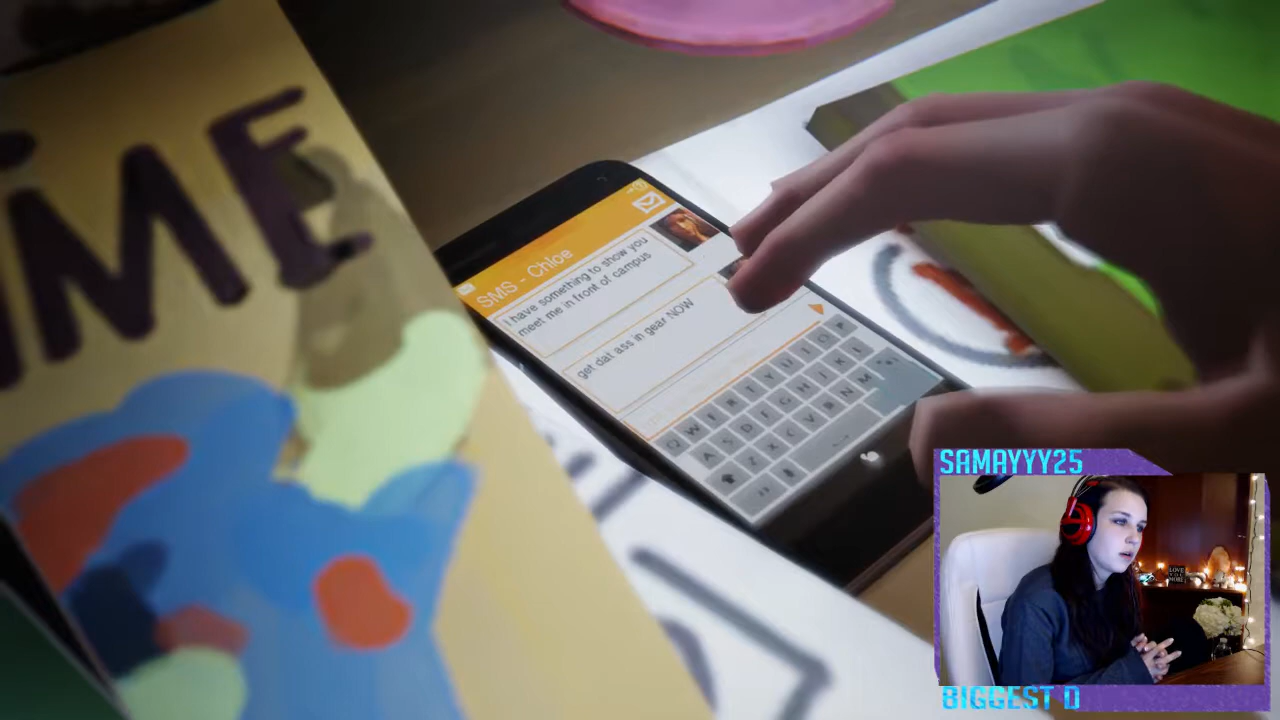 IME
SMS - Chloe
I have something to show you
meet me in front of campus
get dat ass in gear NOW
Q W E R T Y U I O P
A S D F G H J K L
Z X C V B N M
SAMAYYY25
BIGGEST D